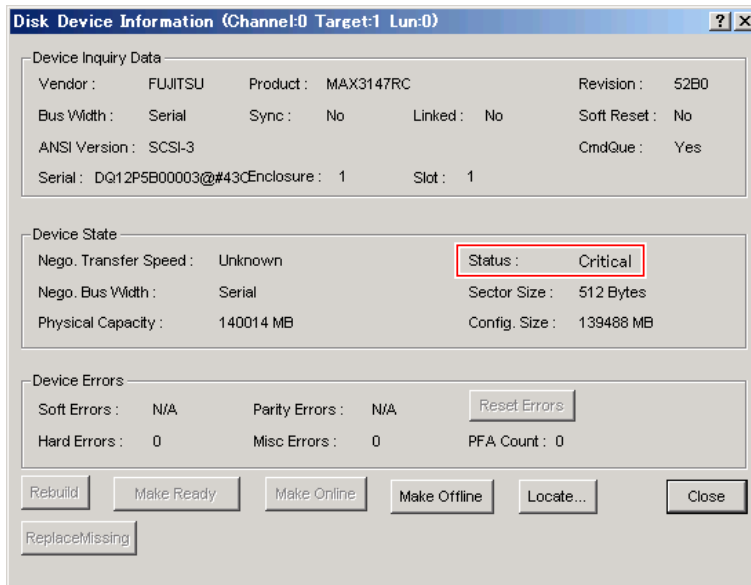 Disk Device Information (Channel:0 Target:1 Lun:0) ? X
Device Inquiry Data
Vendor : FUJITSU Product : MAX3147RC Revision : 52B0
Bus Width : Serial Sync : No Linked : No Soft Reset : No
ANSI Version : SCSI-3 CmdQue : Yes
Serial : DQ12P5B00003@#43C Enclosure : 1 Slot : 1
Device State
Nego. Transfer Speed : Unknown Status : Critical
Nego. Bus Width : Serial Sector Size : 512 Bytes
Physical Capacity : 140014 MB Config. Size : 139488 MB
Device Errors
Soft Errors : N/A Parity Errors : N/A Reset Errors
Hard Errors : 0 Misc Errors : 0 PFA Count : 0
Rebuild Make Ready Make Online Make Offline Locate... Close
ReplaceMissing